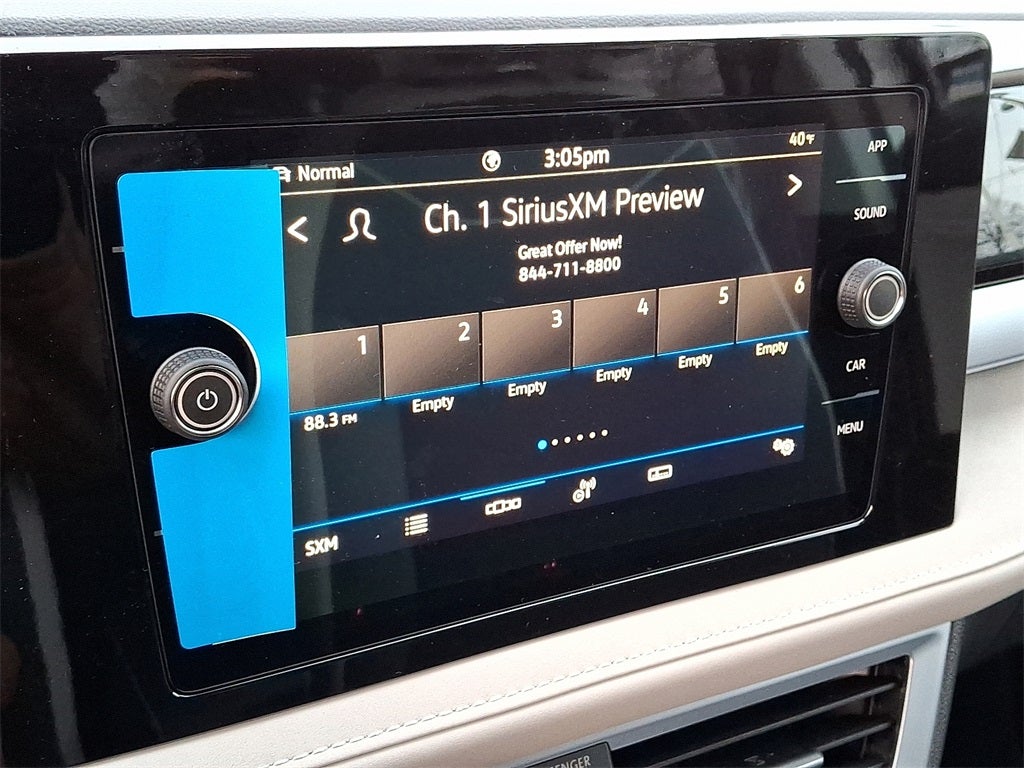 Normal 3:05pm 40°F
APP
Ch. 1 SiriusXM Preview
SOUND
Great Offer Now!
844-711-8800
1 2 3 4 5 6
88.3 FM Empty Empty Empty Empty Empty
CAR
MENU
SXM